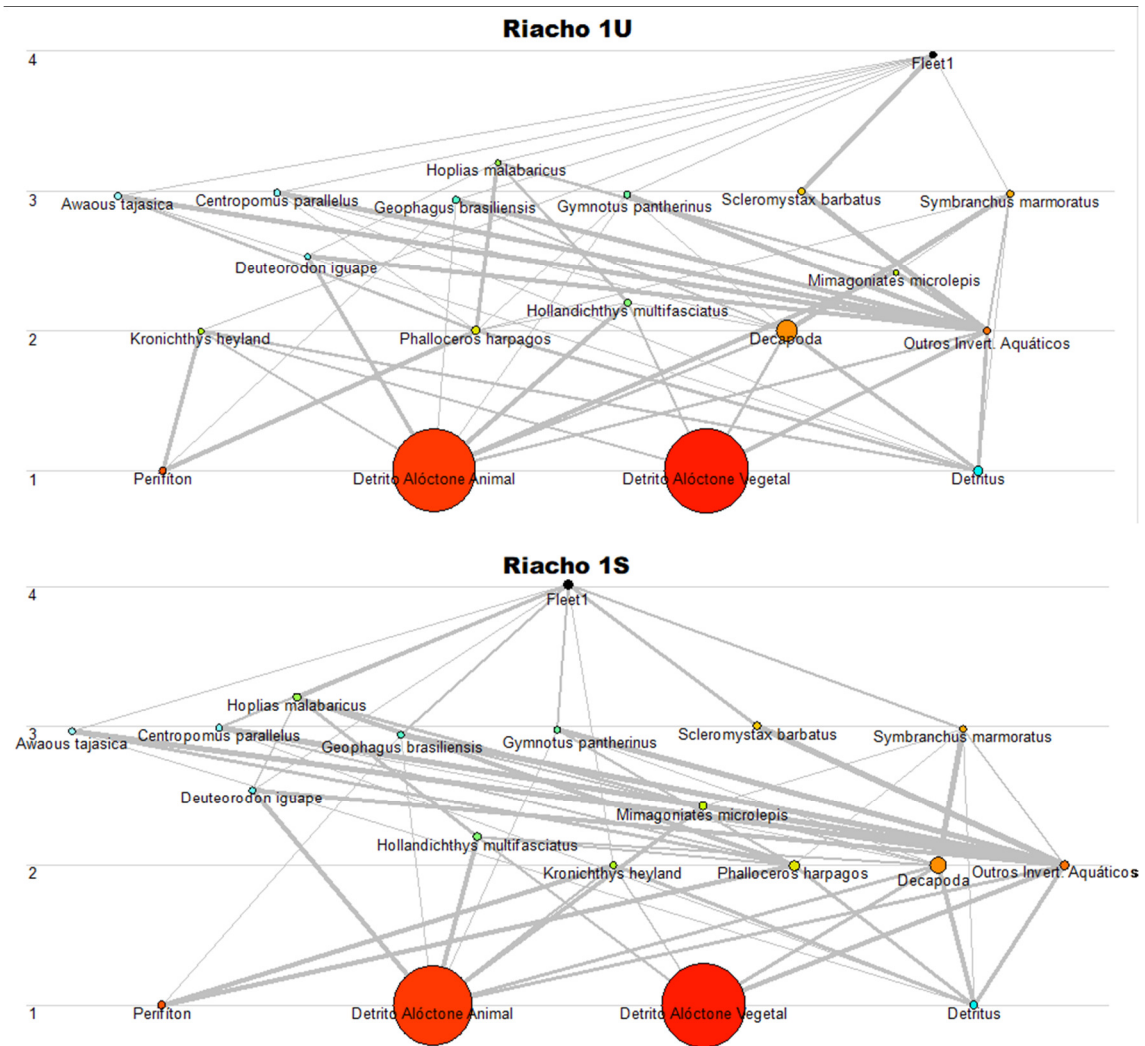 Riacho 1U
4
Fleet1
Hoplias malabaricus
3
Awaous tajasica
Centropomus parallelus
Geophagus brasiliensis
Gymnotus pantherinus
Scleromystax barbatus
Symbranchus marmoratus
Deuteorodon iguape
Mimagoniates microlepis
Hollandichthys multifasciatus
2
Kronichthys heyland
Phalloceros harpagos
Decapoda
Outros Invert. Aquáticos
1
Perifíton
Detrito Alóctone Animal
Detrito Alóctone Vegetal
Detritus
Riacho 1S
4
Fleet1
Hoplias malabaricus
3
Awaous tajasica
Centropomus parallelus
Geophagus brasiliensis
Gymnotus pantherinus
Scleromystax barbatus
Symbranchus marmoratus
Deuteorodon iguape
Mimagoniates microlepis
Hollandichthys multifasciatus
2
Kronichthys heyland
Phalloceros harpagos
Decapoda
Outros Invert. Aquáticos
1
Perifíton
Detrito Alóctone Animal
Detrito Alóctone Vegetal
Detritus